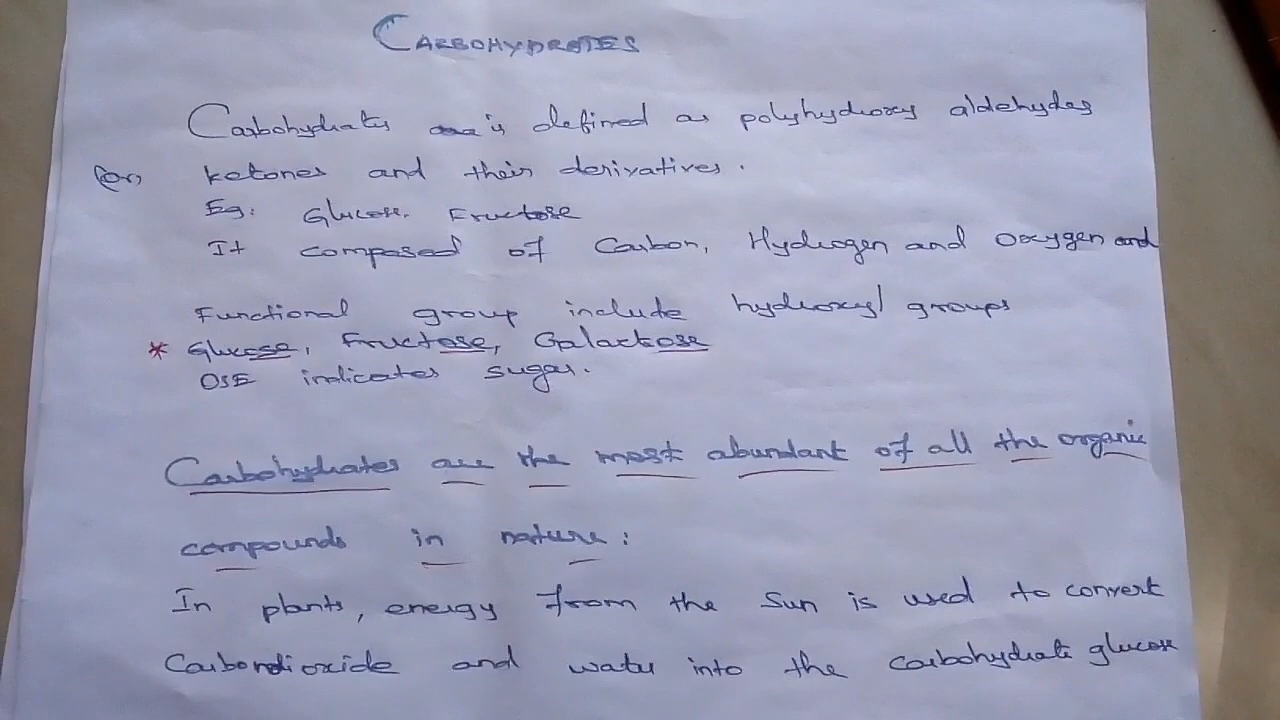 CARBOHYDRATES
Carbohydrates is defined as polyhydroxy aldehydes
(or) ketones and their derivatives.
Eg: Glucose, Fructose
It composed of Carbon, Hydrogen and Oxygen and
Functional group include hydroxyl groups
* Glucose, Fructose, Galactose
OSE indicates sugar.
Carbohydrates are the most abundant of all the organic
compounds in nature:
In plants, energy from the Sun is used to convert
Carbondioxide and water into the carbohydrate glucose